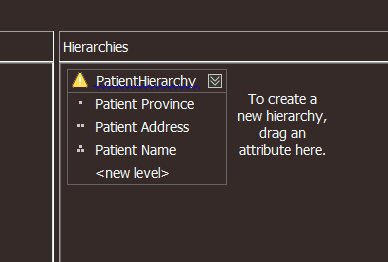 Hierarchies
PatientHierarchy
Patient Province
Patient Address
Patient Name
<new level>
To create a
new hierarchy,
drag an
attribute here.